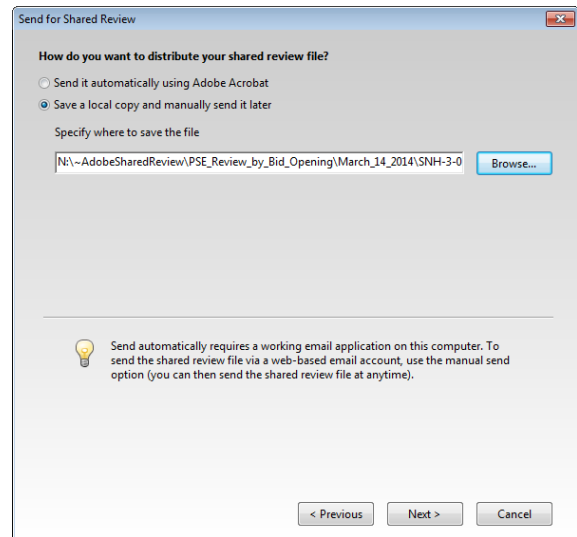 Send for Shared Review
How do you want to distribute your shared review file?
Send it automatically using Adobe Acrobat
Save a local copy and manually send it later
Specify where to save the file
N:\~AdobeSharedReview\PSE_Review_by_Bid_Opening\March_14_2014\SNH-3-0
Browse...
Send automatically requires a working email application on this computer. To
send the shared review file via a web-based email account, use the manual send
option (you can then send the shared review file at anytime).
< Previous
Next >
Cancel